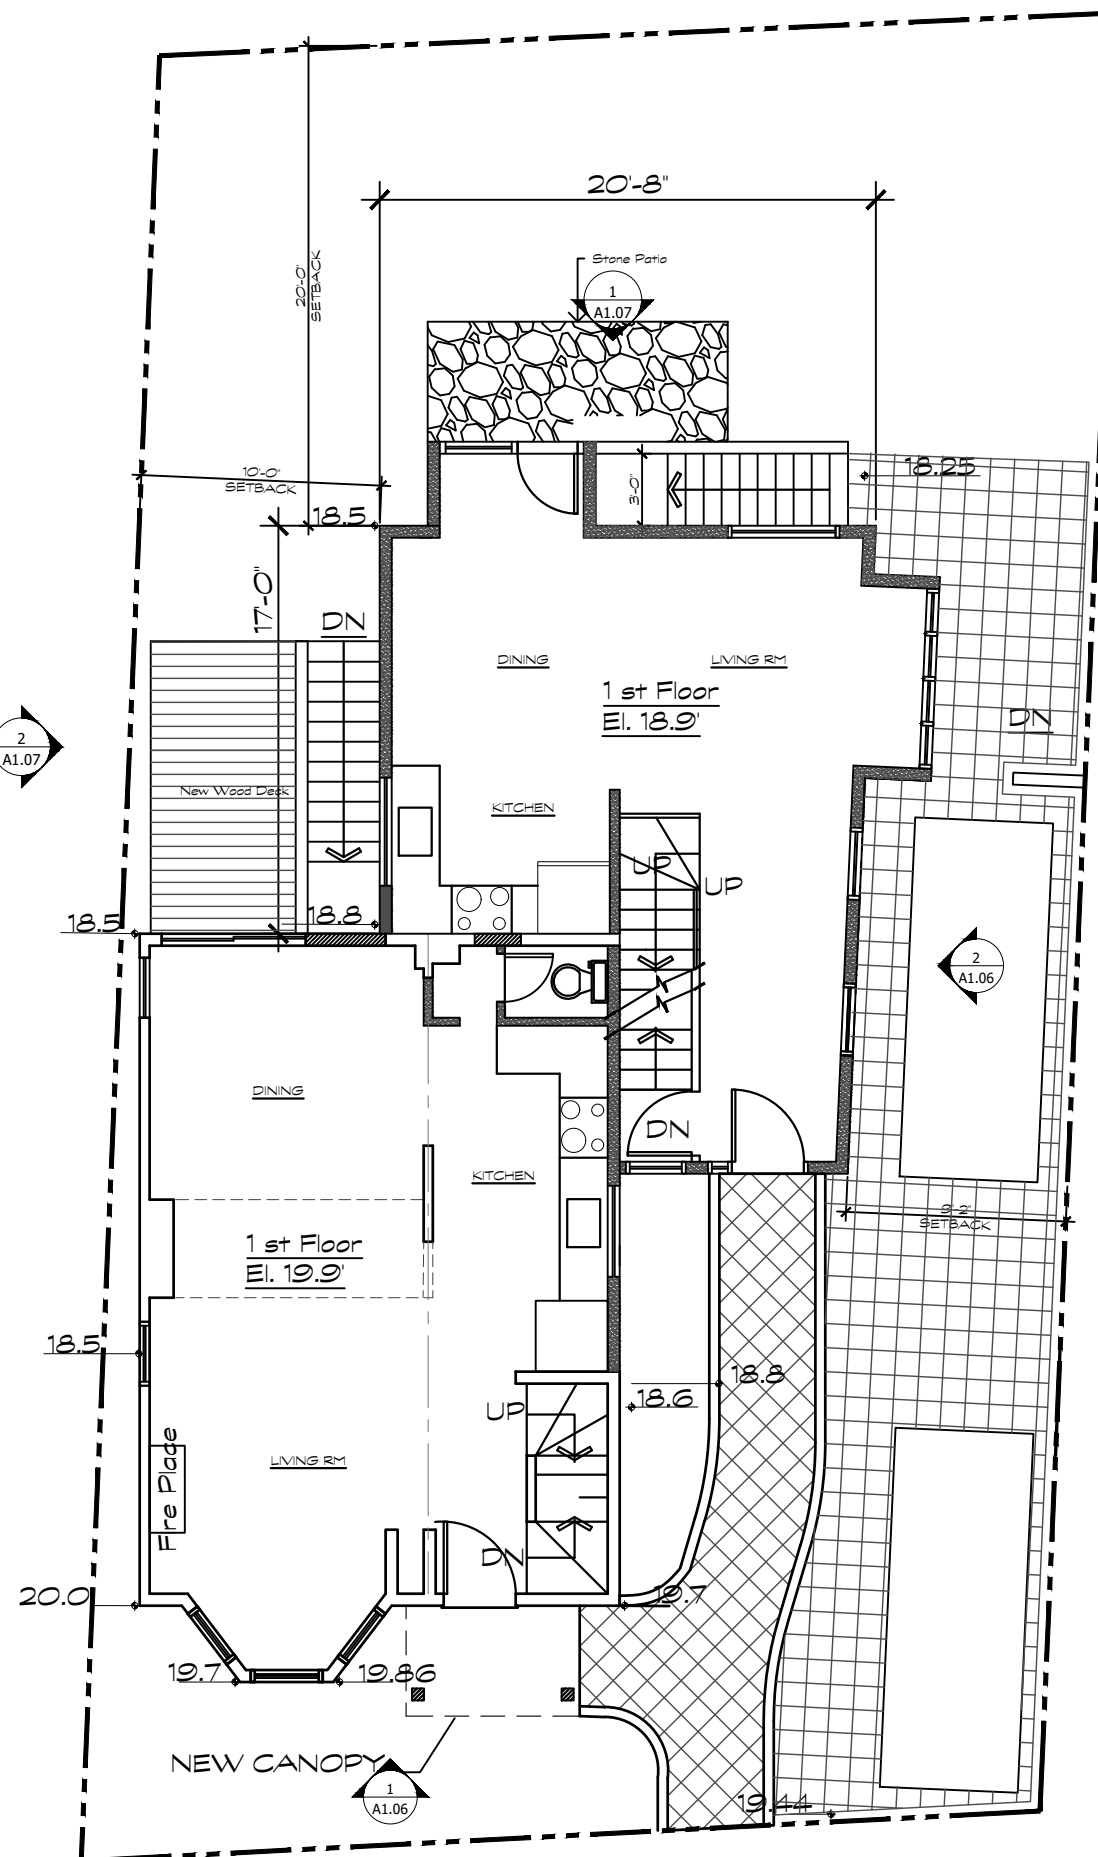 20'-8"
Stone Patio
1
A1.07
20'-0"
SETBACK
10'-0"
SETBACK
18.25
3'-0"
18.5
17'-0"
DN
DINING
LIVING RM
1 st Floor
El. 18.9'
DN
2
A1.07
New Wood Deck
KITCHEN
UP
UP
18.8
18.5
2
A1.06
DINING
DN
KITCHEN
9'-2"
SETBACK
1 st Floor
El. 19.9'
18.5
18.8
18.6
UP
Fire Place
LIVING RM
DN
20.0
19.7
19.7
19.86
NEW CANOPY
1
A1.06
19.44